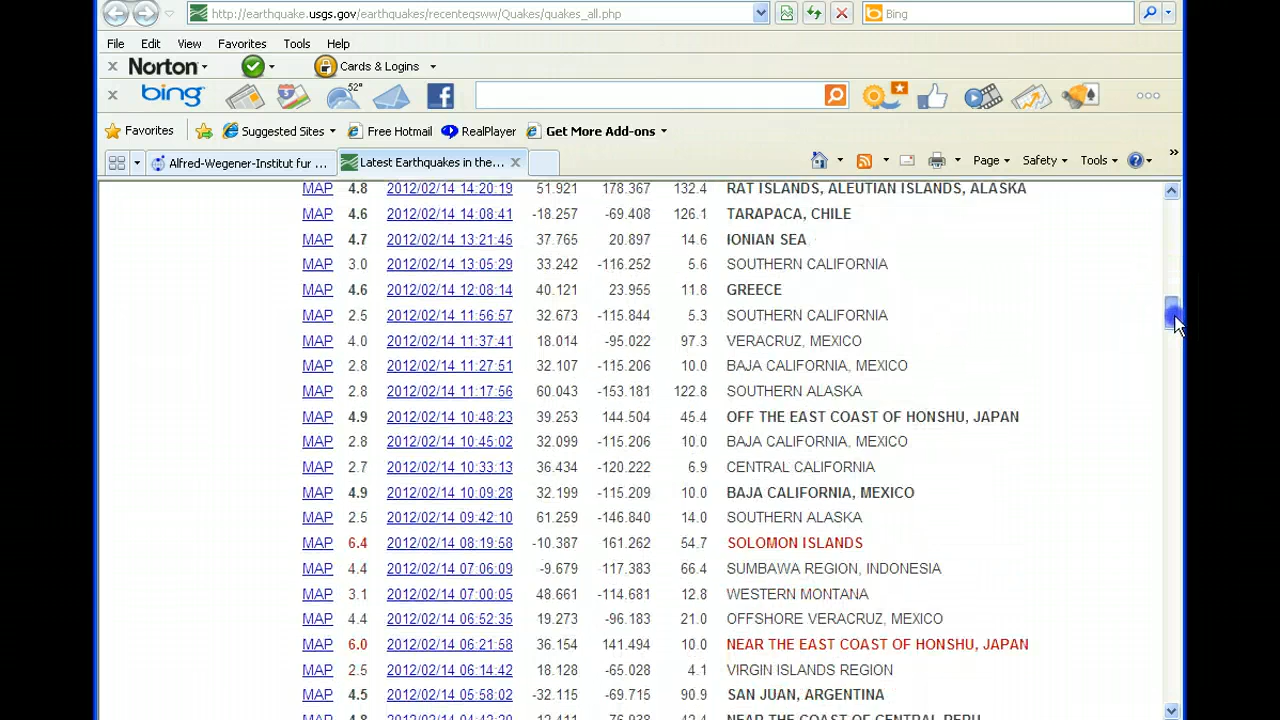 http://earthquake.usgs.gov/earthquakes/recenteqsww/Quakes/quakes_all.php Bing
File Edit View Favorites Tools Help
Norton Cards & Logins
bing 52°
Favorites Suggested Sites Free Hotmail RealPlayer Get More Add-ons
Alfred-Wegener-Institut fur ... Latest Earthquakes in the... Page Safety Tools
MAP 4.8 2012/02/14 14:20:19 51.921 178.367 132.4 RAT ISLANDS, ALEUTIAN ISLANDS, ALASKA
MAP 4.6 2012/02/14 14:08:41 -18.257 -69.408 126.1 TARAPACA, CHILE
MAP 4.7 2012/02/14 13:21:45 37.765 20.897 14.6 IONIAN SEA
MAP 3.0 2012/02/14 13:05:29 33.242 -116.252 5.6 SOUTHERN CALIFORNIA
MAP 4.6 2012/02/14 12:08:14 40.121 23.955 11.8 GREECE
MAP 2.5 2012/02/14 11:56:57 32.673 -115.844 5.3 SOUTHERN CALIFORNIA
MAP 4.0 2012/02/14 11:37:41 18.014 -95.022 97.3 VERACRUZ, MEXICO
MAP 2.8 2012/02/14 11:27:51 32.107 -115.206 10.0 BAJA CALIFORNIA, MEXICO
MAP 2.8 2012/02/14 11:17:56 60.043 -153.181 122.8 SOUTHERN ALASKA
MAP 4.9 2012/02/14 10:48:23 39.253 144.504 45.4 OFF THE EAST COAST OF HONSHU, JAPAN
MAP 2.8 2012/02/14 10:45:02 32.099 -115.206 10.0 BAJA CALIFORNIA, MEXICO
MAP 2.7 2012/02/14 10:33:13 36.434 -120.222 6.9 CENTRAL CALIFORNIA
MAP 4.9 2012/02/14 10:09:28 32.199 -115.209 10.0 BAJA CALIFORNIA, MEXICO
MAP 2.5 2012/02/14 09:42:10 61.259 -146.840 14.0 SOUTHERN ALASKA
MAP 6.4 2012/02/14 08:19:58 -10.387 161.262 54.7 SOLOMON ISLANDS
MAP 4.4 2012/02/14 07:06:09 -9.679 -117.383 66.4 SUMBAWA REGION, INDONESIA
MAP 3.1 2012/02/14 07:00:05 48.661 -114.681 12.8 WESTERN MONTANA
MAP 4.4 2012/02/14 06:52:35 19.273 -96.183 21.0 OFFSHORE VERACRUZ, MEXICO
MAP 6.0 2012/02/14 06:21:58 36.154 141.494 10.0 NEAR THE EAST COAST OF HONSHU, JAPAN
MAP 2.5 2012/02/14 06:14:42 18.128 -65.028 4.1 VIRGIN ISLANDS REGION
MAP 4.5 2012/02/14 05:58:02 -32.115 -69.715 90.9 SAN JUAN, ARGENTINA
MAP 4.8 NEAR THE COAST OF CENTRAL PERU